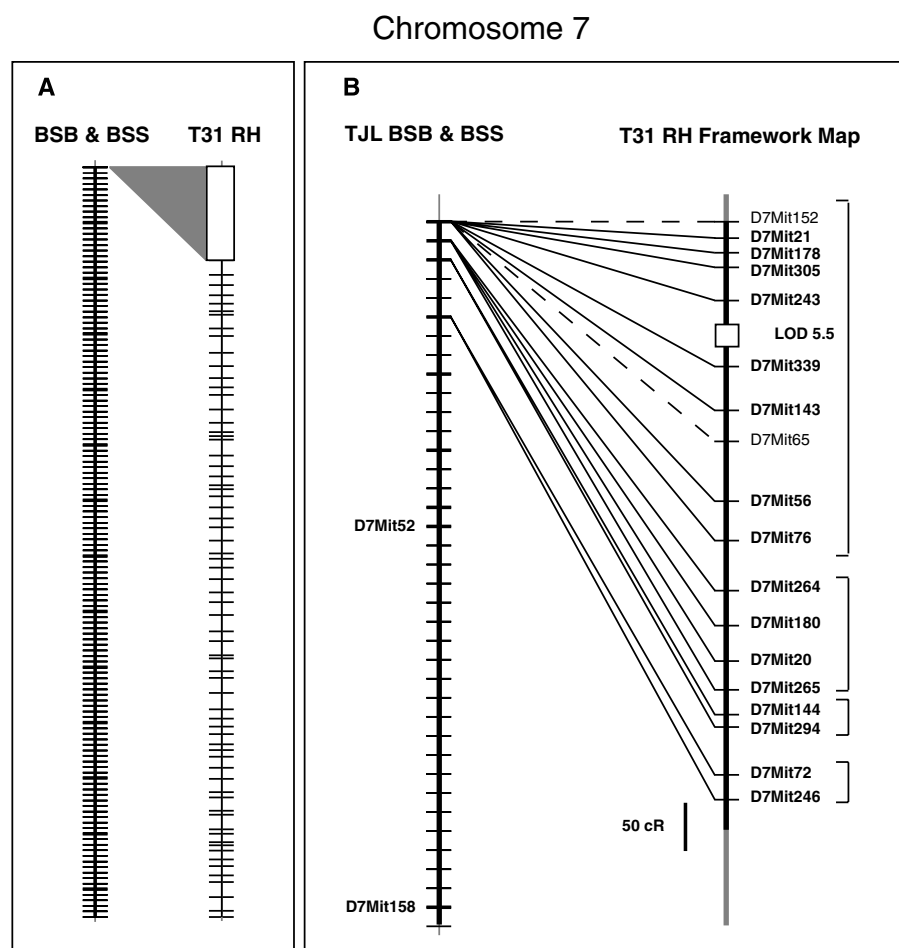 Chromosome 7
A
BSB & BSS
T31 RH
B
TJL BSB & BSS
T31 RH Framework Map
D7Mit52
D7Mit158
D7Mit152
D7Mit21
D7Mit178
D7Mit305
D7Mit243
LOD 5.5
D7Mit339
D7Mit143
D7Mit65
D7Mit56
D7Mit76
D7Mit264
D7Mit180
D7Mit20
D7Mit265
D7Mit144
D7Mit294
D7Mit72
D7Mit246
50 cR